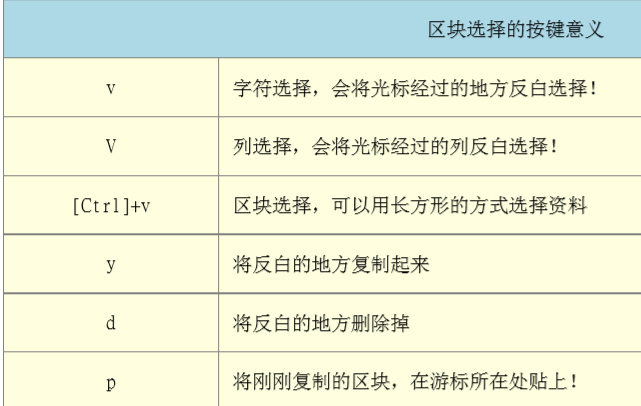 区块选择的按键意义
v 字符选择，会将光标经过的地方反白选择！
V 列选择，会将光标经过的列反白选择！
[Ctrl]+v 区块选择，可以用长方形的方式选择资料
y 将反白的地方复制起来
d 将反白的地方删除掉
p 将刚刚复制的区块，在游标所在处贴上！